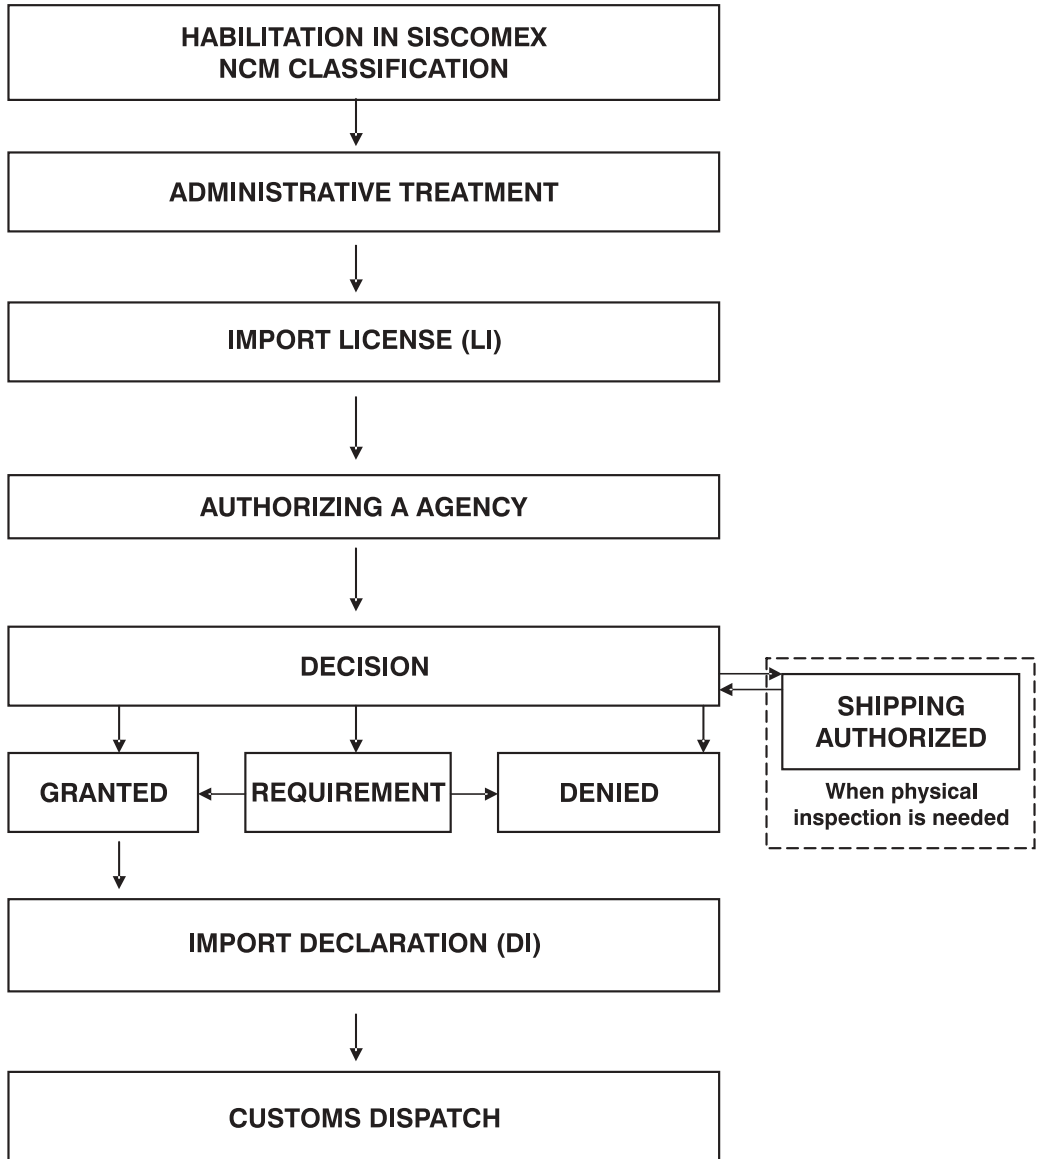 HABILITATION IN SISCOMEX
NCM CLASSIFICATION
ADMINISTRATIVE TREATMENT
IMPORT LICENSE (LI)
AUTHORIZING A AGENCY
DECISION
SHIPPING
AUTHORIZED
When physical
inspection is needed
GRANTED
REQUIREMENT
DENIED
IMPORT DECLARATION (DI)
CUSTOMS DISPATCH